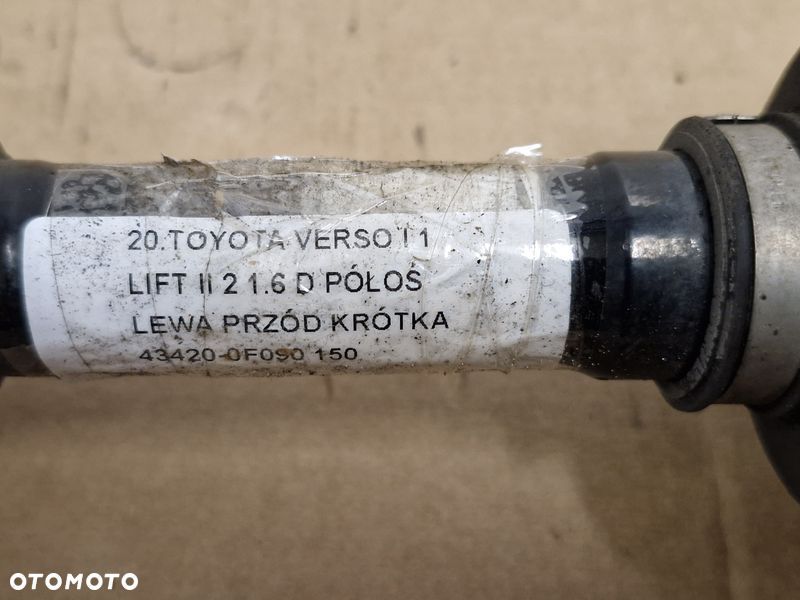 20.TOYOTA VERSO I 1
LIFT II 2 1.6 D PÓŁOŚ
LEWA PRZÓD KRÓTKA
43420-0F090 150
OTOMOTO